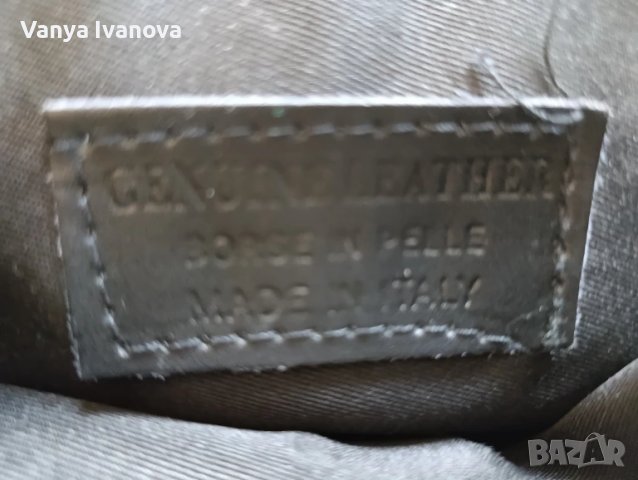 Vanya Ivanova
GENUINE LEATHER
BORSE IN PELLE
MADE IN ITALY
BAZAR